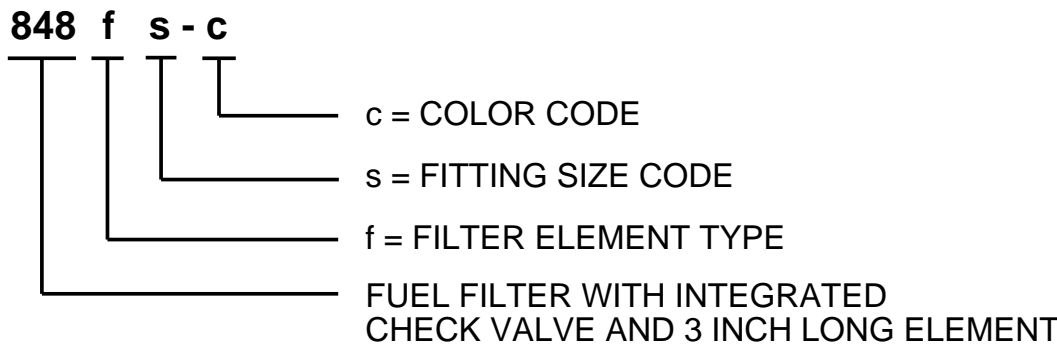 848 f s - c
c = COLOR CODE
s = FITTING SIZE CODE
f = FILTER ELEMENT TYPE
FUEL FILTER WITH INTEGRATED
CHECK VALVE AND 3 INCH LONG ELEMENT